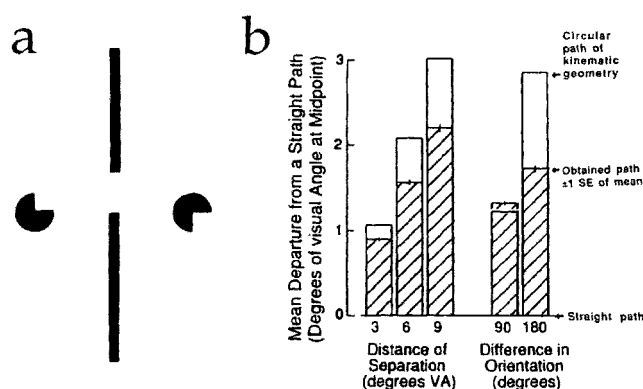 a
b
Mean Departure from a Straight Path
(Degrees of visual Angle at Midpoint)
3
2
1
0
3 6 9
Distance of
Separation
(degrees VA)
90 180
Difference in
Orientation
(degrees)
Circular
path of
kinematic
geometry
Obtained path
±1 SE of mean
Straight path